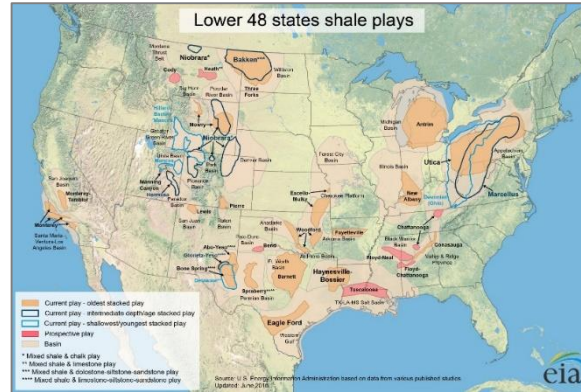 Lower 48 states shale plays
Montana
Thrust
Belt
Niobrara*
Bakken***
Heath**
Cody
Williston
Basin
Big Horn
Basin
Powder
River Basin
Three
Forks
Mowry
Niobrara*
Greater
Green River
Basin
Uinta Basin
Park
Basin
Manning
Canyon
Piceance
Basin
Hermosa
Paradox
Basin
Denver Basin
Forest City
Basin
Michigan
Basin
Antrim
Illinois
Basin
New
Albany
Utica
Devonian
(Ohio)
Marcellus
Appalachian
Basin
San Joaquin
Basin
Monterey-
Temblor
Monterey
Santa Maria
Ventura-Los
Angeles Basins
Lewis
San Juan
Basin
Pierre
Raton
Basin
Excello-
Mulky
Cherokee Platform
Anadarko
Basin
Woodford
Fayetteville
Arkoma Basin
Chattanooga
Black Warrior
Basin
Conasauga
Valley & Ridge
Province
Floyd-Neal
Floyd-
Chattanooga
Abo-Yeso****
Glorieta-Yeso****
Palo Duro
Basin
Bend
Ardmore Basin
Bone Spring****
Delaware****
Spraberry****
Permian Basin
Ft. Worth
Basin
Barnett
Haynesville-
Bossier
Tuscaloosa
TX-LA-MS Salt Basin
Eagle Ford
Western
Gulf
Current play - oldest stacked play
Current play - intermediate depth/age stacked play
Current play - shallowest/youngest stacked play
Prospective play
Basin
* Mixed shale & chalk play
** Mixed shale & limestone play
*** Mixed shale & dolostone-siltstone-sandstone play
**** Mixed shale & limestone-siltstone-sandstone play
Source: U.S. Energy Information Administration based on data from various published studies.
Updated: June 2016
eia